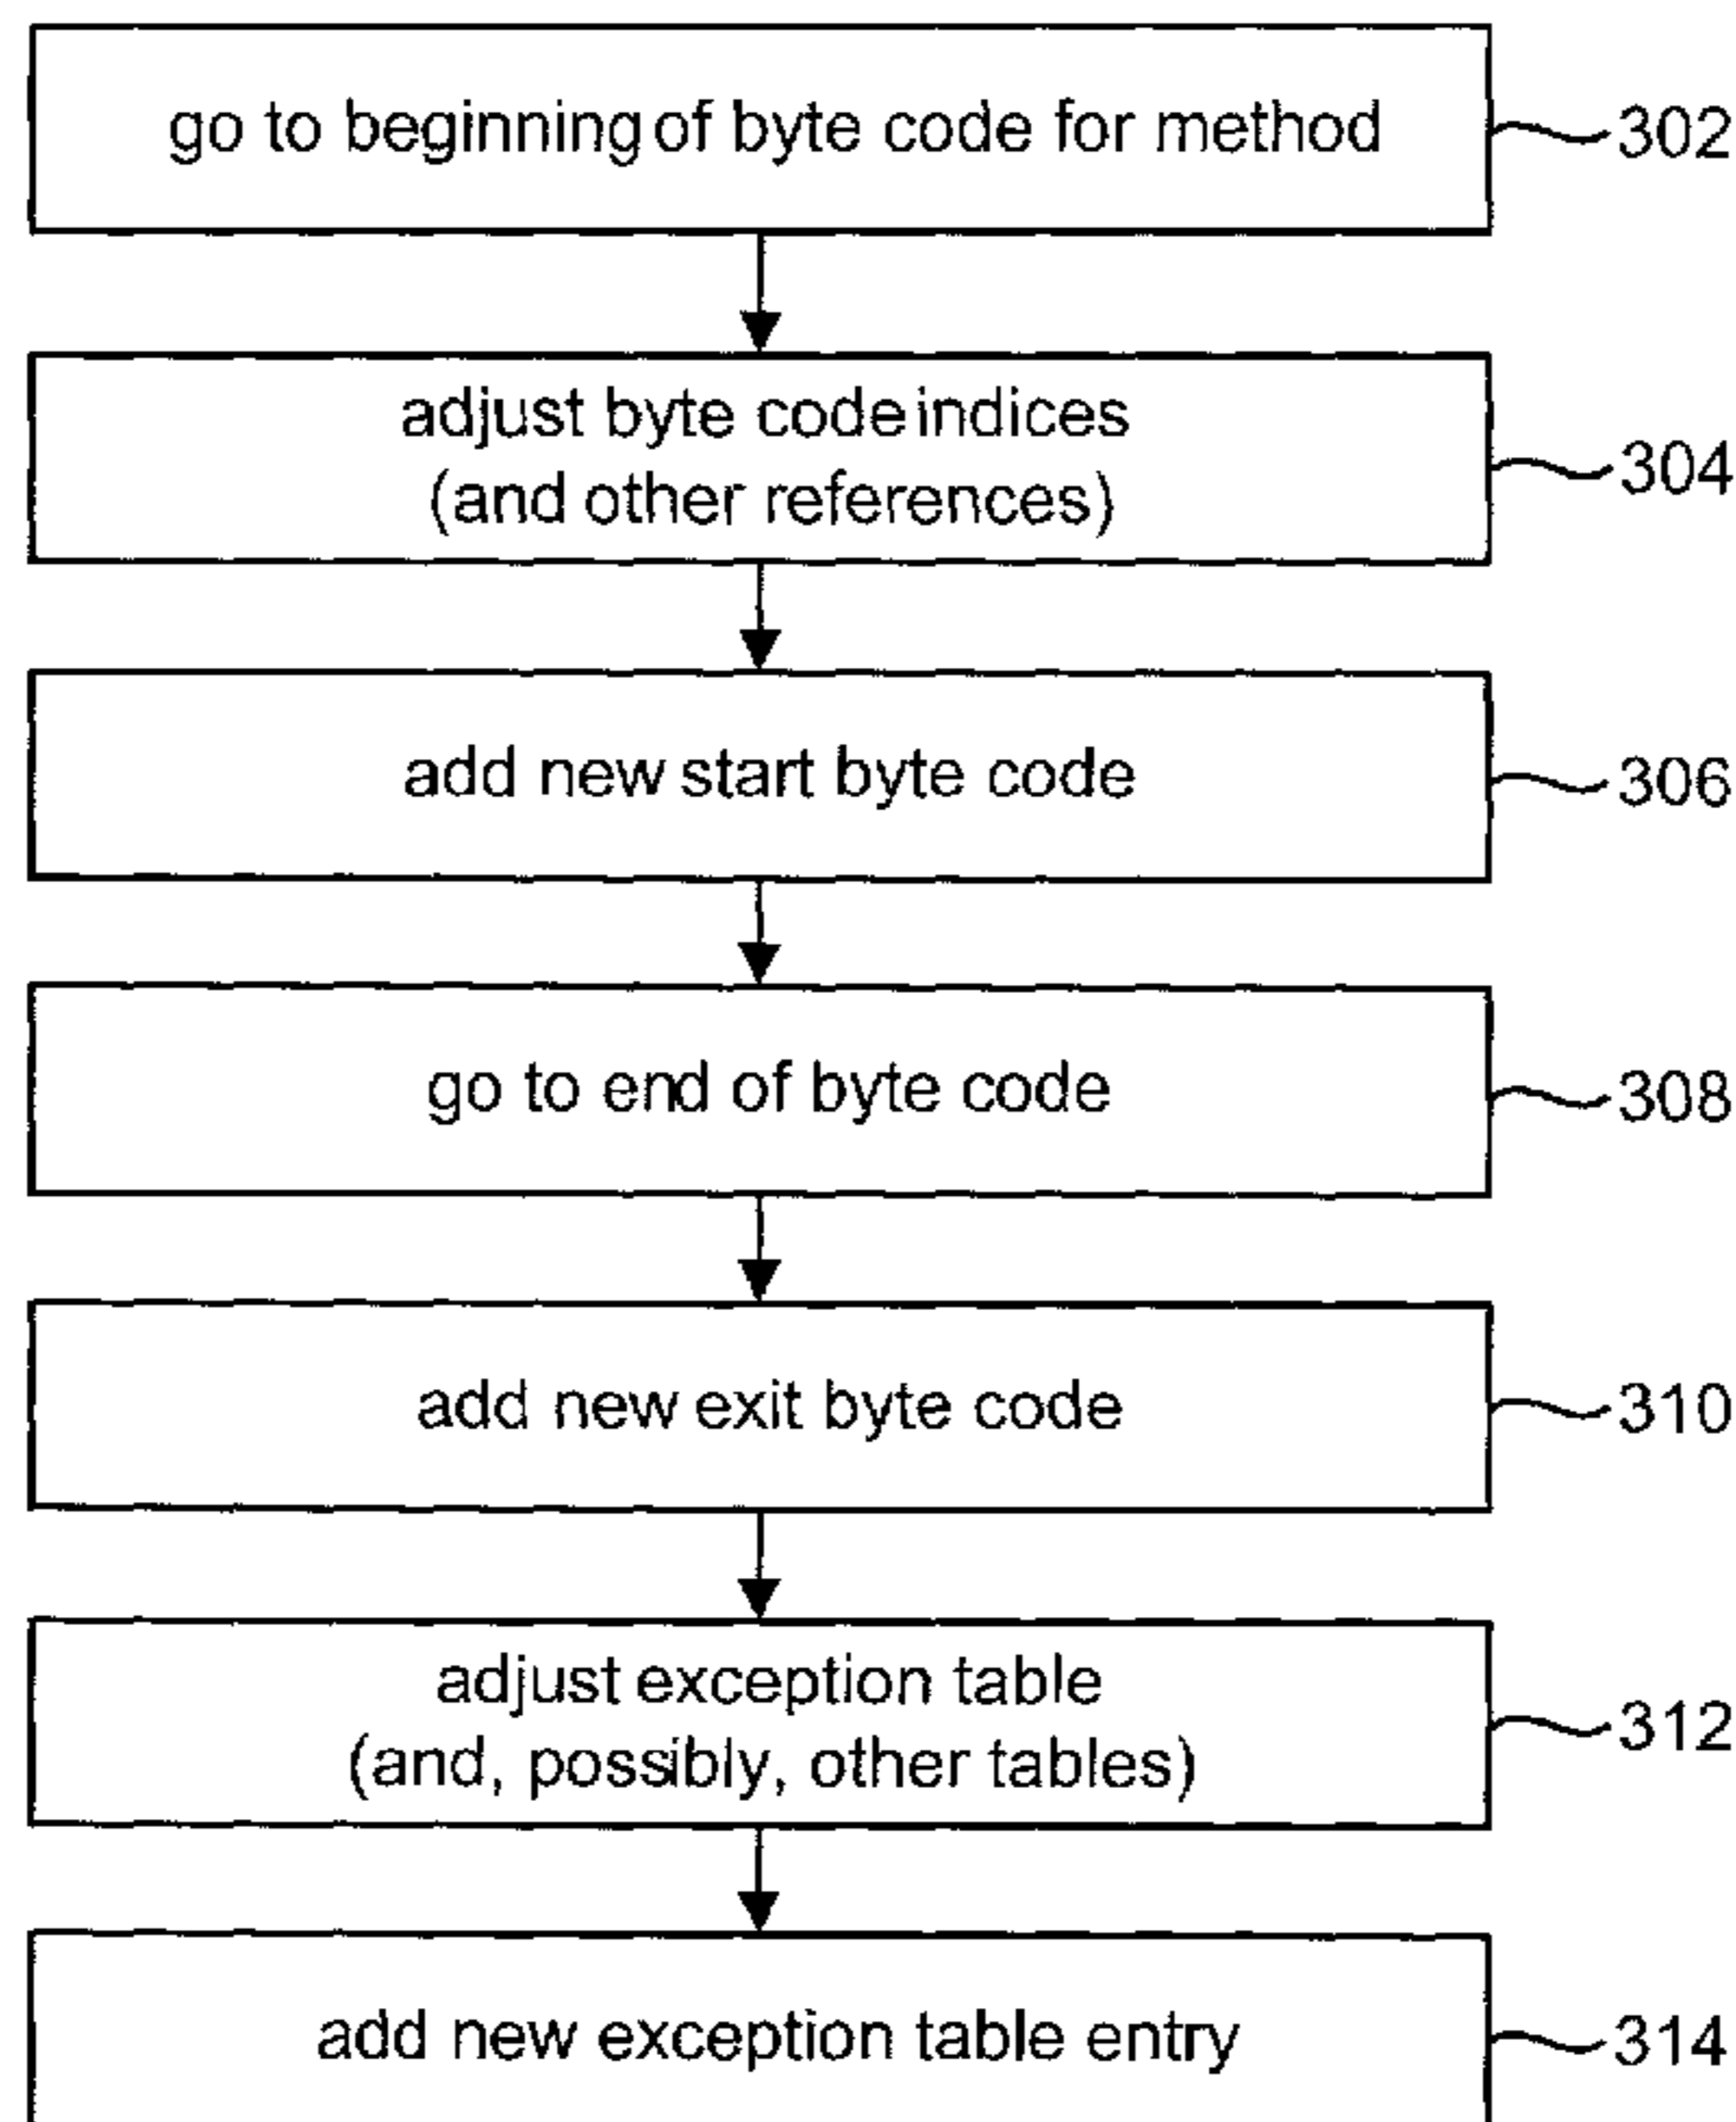 go to beginning of byte code for method
302
adjust byte code indices
(and other references)
304
add new start byte code
306
go to end of byte code
308
add new exit byte code
310
adjust exception table
(and, possibly, other tables)
312
add new exception table entry
314